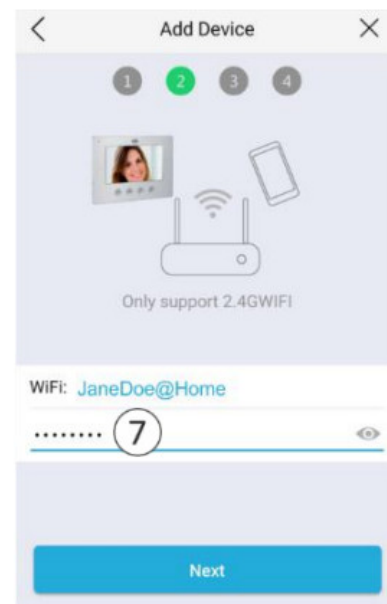 Add Device
1 2 3 4
Only support 2.4GWIFI
WiFi: JaneDoe@Home
········ 7
Next